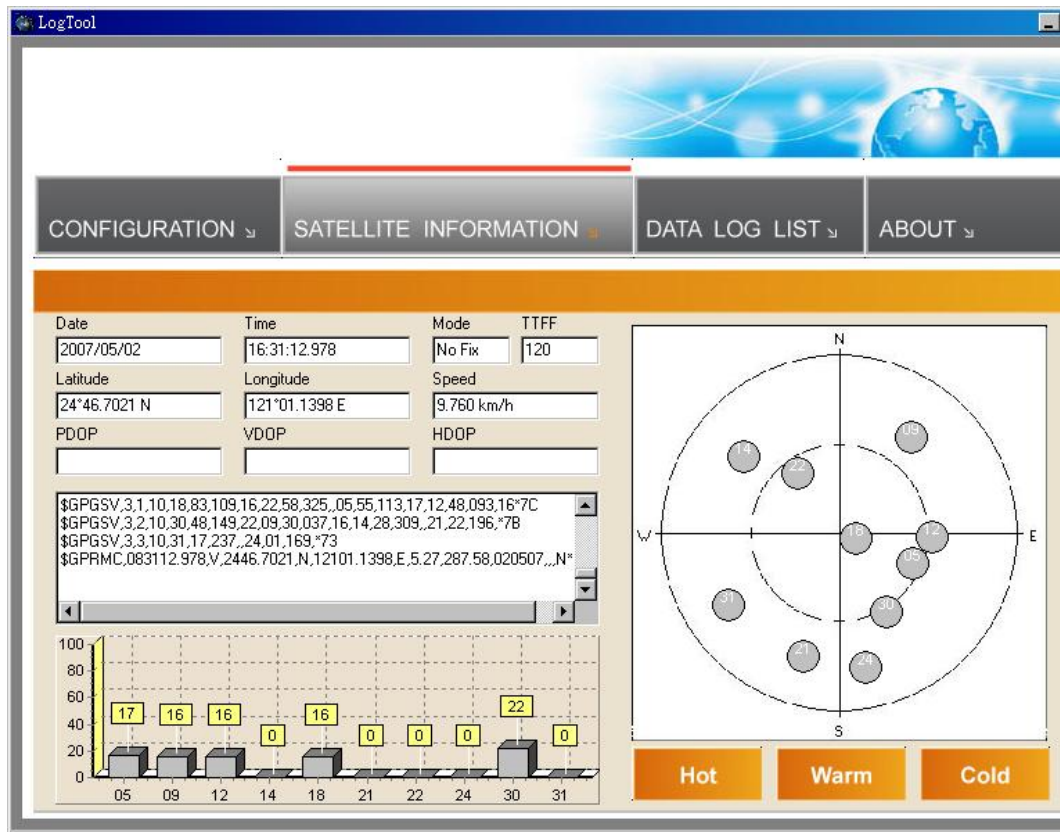 LogTool
CONFIGURATION
SATELLITE INFORMATION
DATA LOG LIST
ABOUT
Date Time Mode TTFF
2007/05/02 16:31:12.978 No Fix 120
Latitude Longitude Speed
24°46.7021 N 121°01.1398 E 9.760 km/h
PDOP VDOP HDOP
$GPGSV,3,1,10,18,83,109,16,22,58,325,,05,55,113,17,12,48,093,16*7C
$GPGSV,3,2,10,30,48,149,22,09,30,037,16,14,28,309,,21,22,196,*7B
$GPGSV,3,3,10,31,17,237,,24,01,169,*73
$GPRMC,083112.978,V,2446.7021,N,12101.1398,E,5.27,287.58,020507,,,N*
100
80
60
40
20
0
17 16 16 0 16 0 0 0 22 0
05 09 12 14 18 21 22 24 30 31
N
09
14
22
W
18
12
E
05
31
30
21
24
S
Hot
Warm
Cold